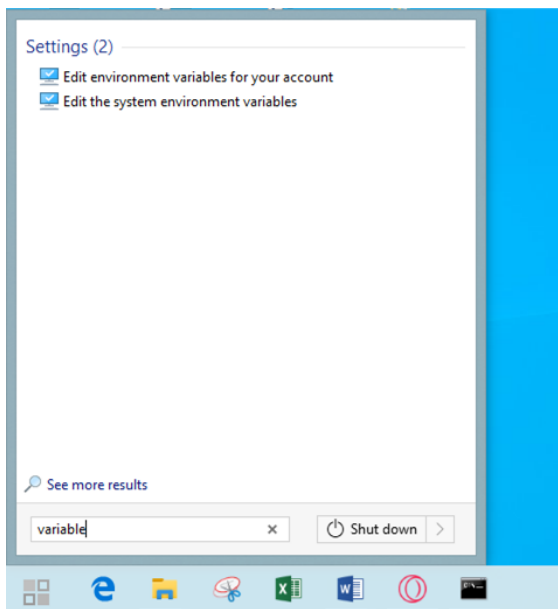 Settings (2)
Edit environment variables for your account
Edit the system environment variables
See more results
variable
Shut down